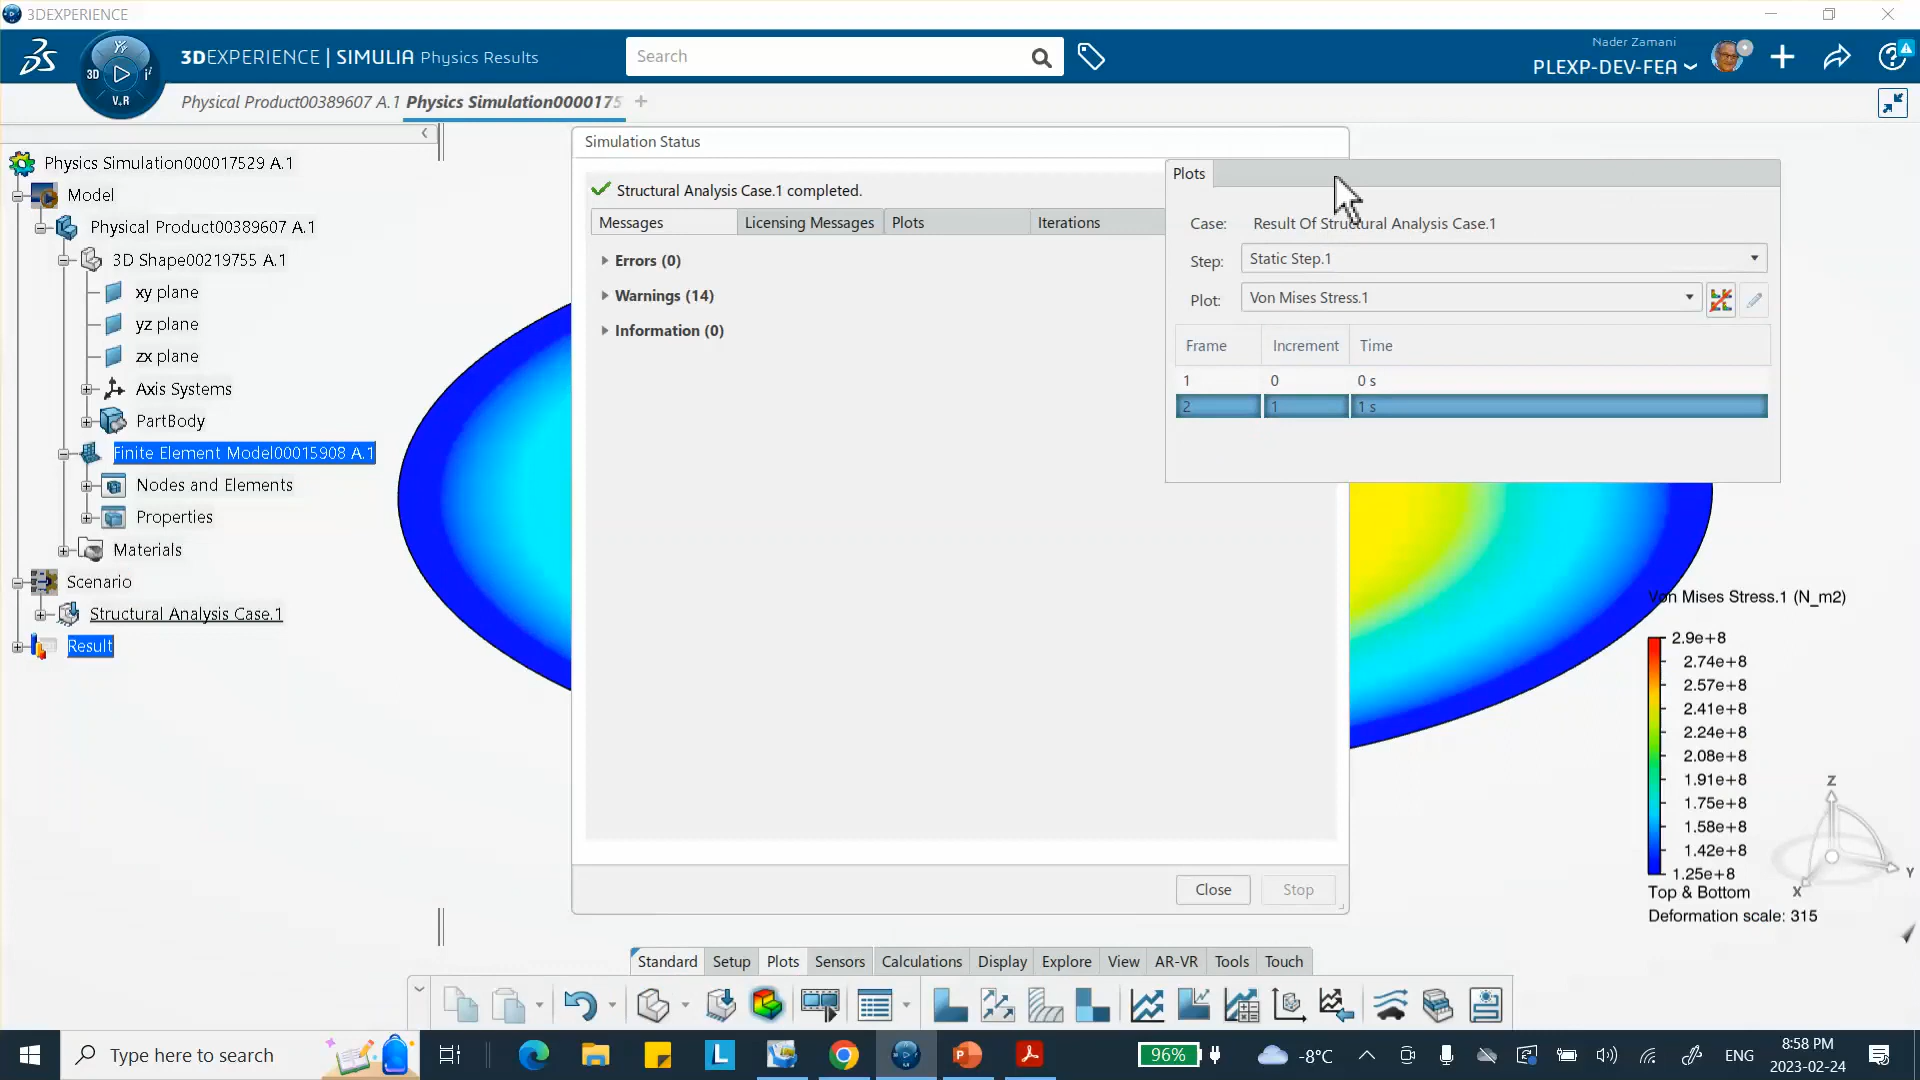 3DEXPERIENCE
3DEXPERIENCE | SIMULIA Physics Results
Search
Nader Zamani
PLEXP-DEV-FEA
3D
V.R
Physical Product00389607 A.1
Physics Simulation0000175
Physics Simulation000017529 A.1
Model
Physical Product00389607 A.1
3D Shape00219755 A.1
xy plane
yz plane
zx plane
Axis Systems
PartBody
Finite Element Model00015908 A.1
Nodes and Elements
Properties
Materials
Scenario
Structural Analysis Case.1
Result
Simulation Status
Structural Analysis Case.1 completed.
Messages
Licensing Messages
Plots
Iterations
Errors (0)
Warnings (14)
Information (0)
Close
Stop
Plots
Case: Result Of Structural Analysis Case.1
Step: Static Step.1
Plot: Von Mises Stress.1
Frame Increment Time
1 0 0 s
2 1 1 s
Von Mises Stress.1 (N_m2)
2.9e+8
2.74e+8
2.57e+8
2.41e+8
2.24e+8
2.08e+8
1.91e+8
1.75e+8
1.58e+8
1.42e+8
1.25e+8
Top & Bottom
Deformation scale: 315
Z
Y
X
Standard
Setup
Plots
Sensors
Calculations
Display
Explore
View
AR-VR
Tools
Touch
Type here to search
96%
-8°C
ENG
8:58 PM
2023-02-24